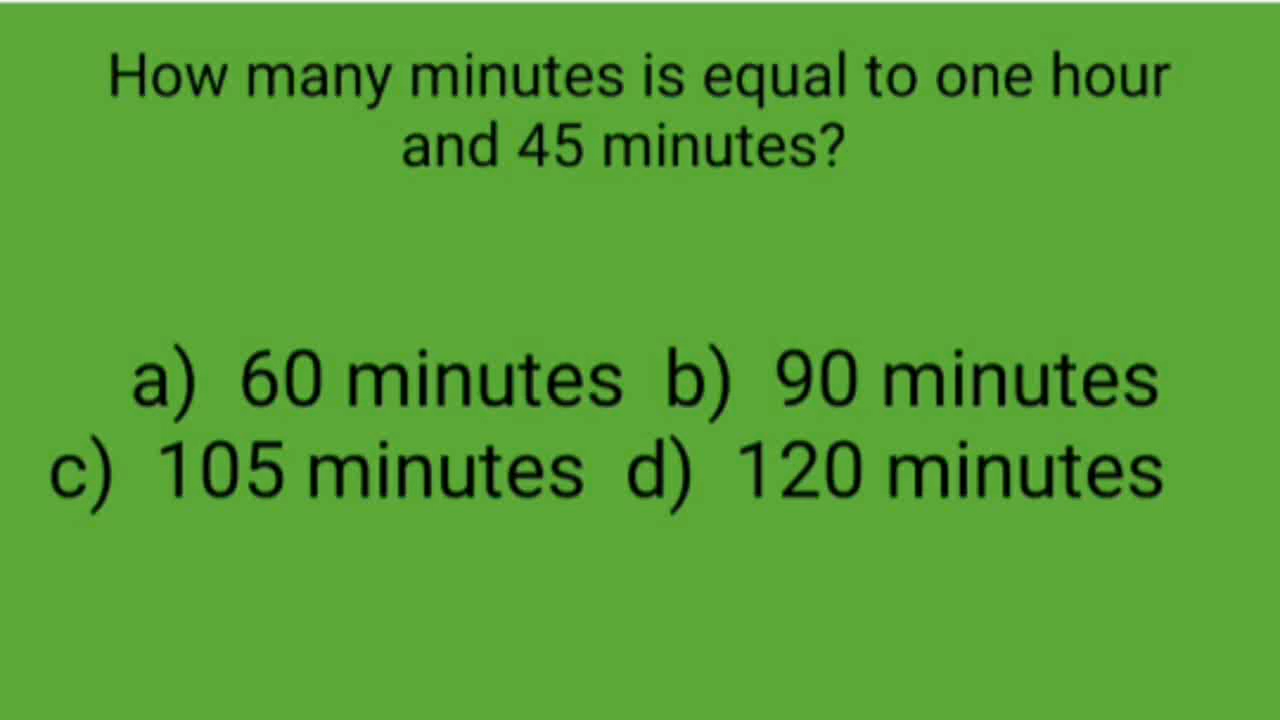 How many minutes is equal to one hour
and 45 minutes?
a) 60 minutes b) 90 minutes
c) 105 minutes d) 120 minutes